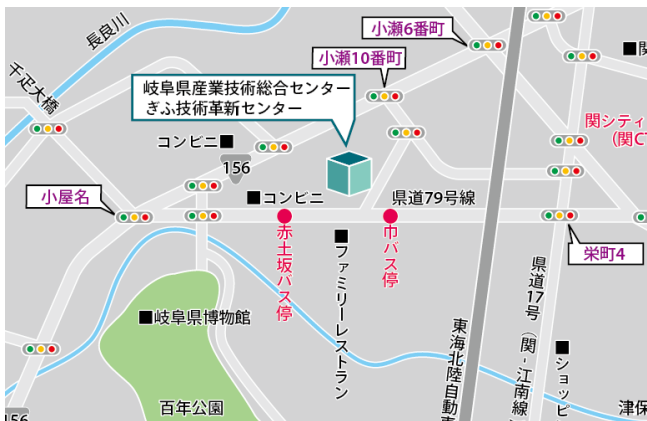 長良川
千疋大橋
小瀬6番町
小瀬10番町
関
岐阜県産業技術総合センター
ぎふ技術革新センター
関シティ
(関CT
コンビニ
156
小屋名
コンビニ
県道79号線
赤土坂バス停
巾バス停
ファミリーレストラン
栄町4
岐阜県博物館
東海北陸自動車
県道17号(関-江南線
ショッピ
百年公園
津保
156